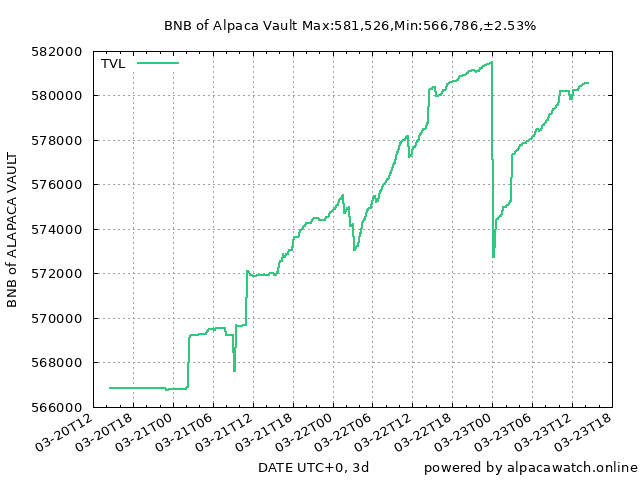 BNB of Alpaca Vault Max:581,526,Min:566,786,±2.53%
582000
TVL
580000
578000
576000
574000
572000
570000
568000
566000
BNB of ALAPACA VAULT
03-20T12
03-20T18
03-21T00
03-21T06
03-21T12
03-21T18
03-22T00
03-22T06
03-22T12
03-22T18
03-23T00
03-23T06
03-23T12
03-23T18
DATE UTC+0, 3d
powered by alpacawatch.online